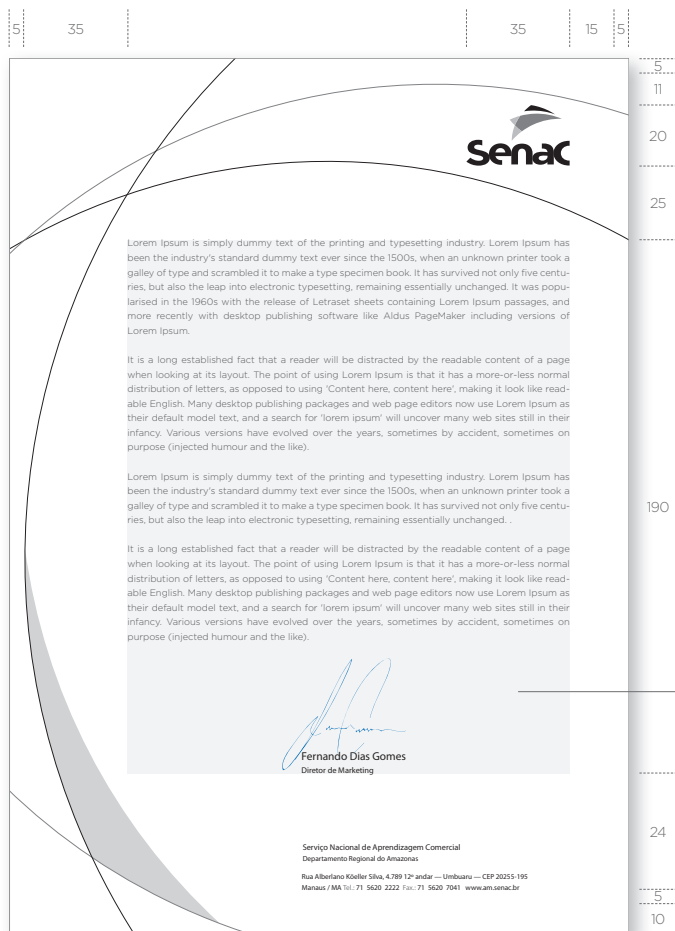 5 35 35 15 5
5
11
20
Senac
25
Lorem Ipsum is simply dummy text of the printing and typesetting industry. Lorem Ipsum has
been the industry's standard dummy text ever since the 1500s, when an unknown printer took a
galley of type and scrambled it to make a type specimen book. It has survived not only five centu-
ries, but also the leap into electronic typesetting, remaining essentially unchanged. It was popu-
larised in the 1960s with the release of Letraset sheets containing Lorem Ipsum passages, and
more recently with desktop publishing software like Aldus PageMaker including versions of
Lorem Ipsum.
It is a long established fact that a reader will be distracted by the readable content of a page
when looking at its layout. The point of using Lorem Ipsum is that it has a more-or-less normal
distribution of letters, as opposed to using 'Content here, content here', making it look like read-
able English. Many desktop publishing packages and web page editors now use Lorem Ipsum as
their default model text, and a search for 'lorem ipsum' will uncover many web sites still in their
infancy. Various versions have evolved over the years, sometimes by accident, sometimes on
purpose (injected humour and the like).
Lorem Ipsum is simply dummy text of the printing and typesetting industry. Lorem Ipsum has
been the industry's standard dummy text ever since the 1500s, when an unknown printer took a
galley of type and scrambled it to make a type specimen book. It has survived not only five centu-
ries, but also the leap into electronic typesetting, remaining essentially unchanged. .
190
It is a long established fact that a reader will be distracted by the readable content of a page
when looking at its layout. The point of using Lorem Ipsum is that it has a more-or-less normal
distribution of letters, as opposed to using 'Content here, content here', making it look like read-
able English. Many desktop publishing packages and web page editors now use Lorem Ipsum as
their default model text, and a search for 'lorem ipsum' will uncover many web sites still in their
infancy. Various versions have evolved over the years, sometimes by accident, sometimes on
purpose (injected humour and the like).
Fernando Dias Gomes
Diretor de Marketing
24
Serviço Nacional de Aprendizagem Comercial
Departamento Regional do Amazonas
Rua Alberlano Köeller Silva, 4.789 12º andar — Umbuaru — CEP 20255-195
Manaus / MA Tel.: 71 5620 2222 Fax.: 71 5620 7041 www.am.senac.br
5
10